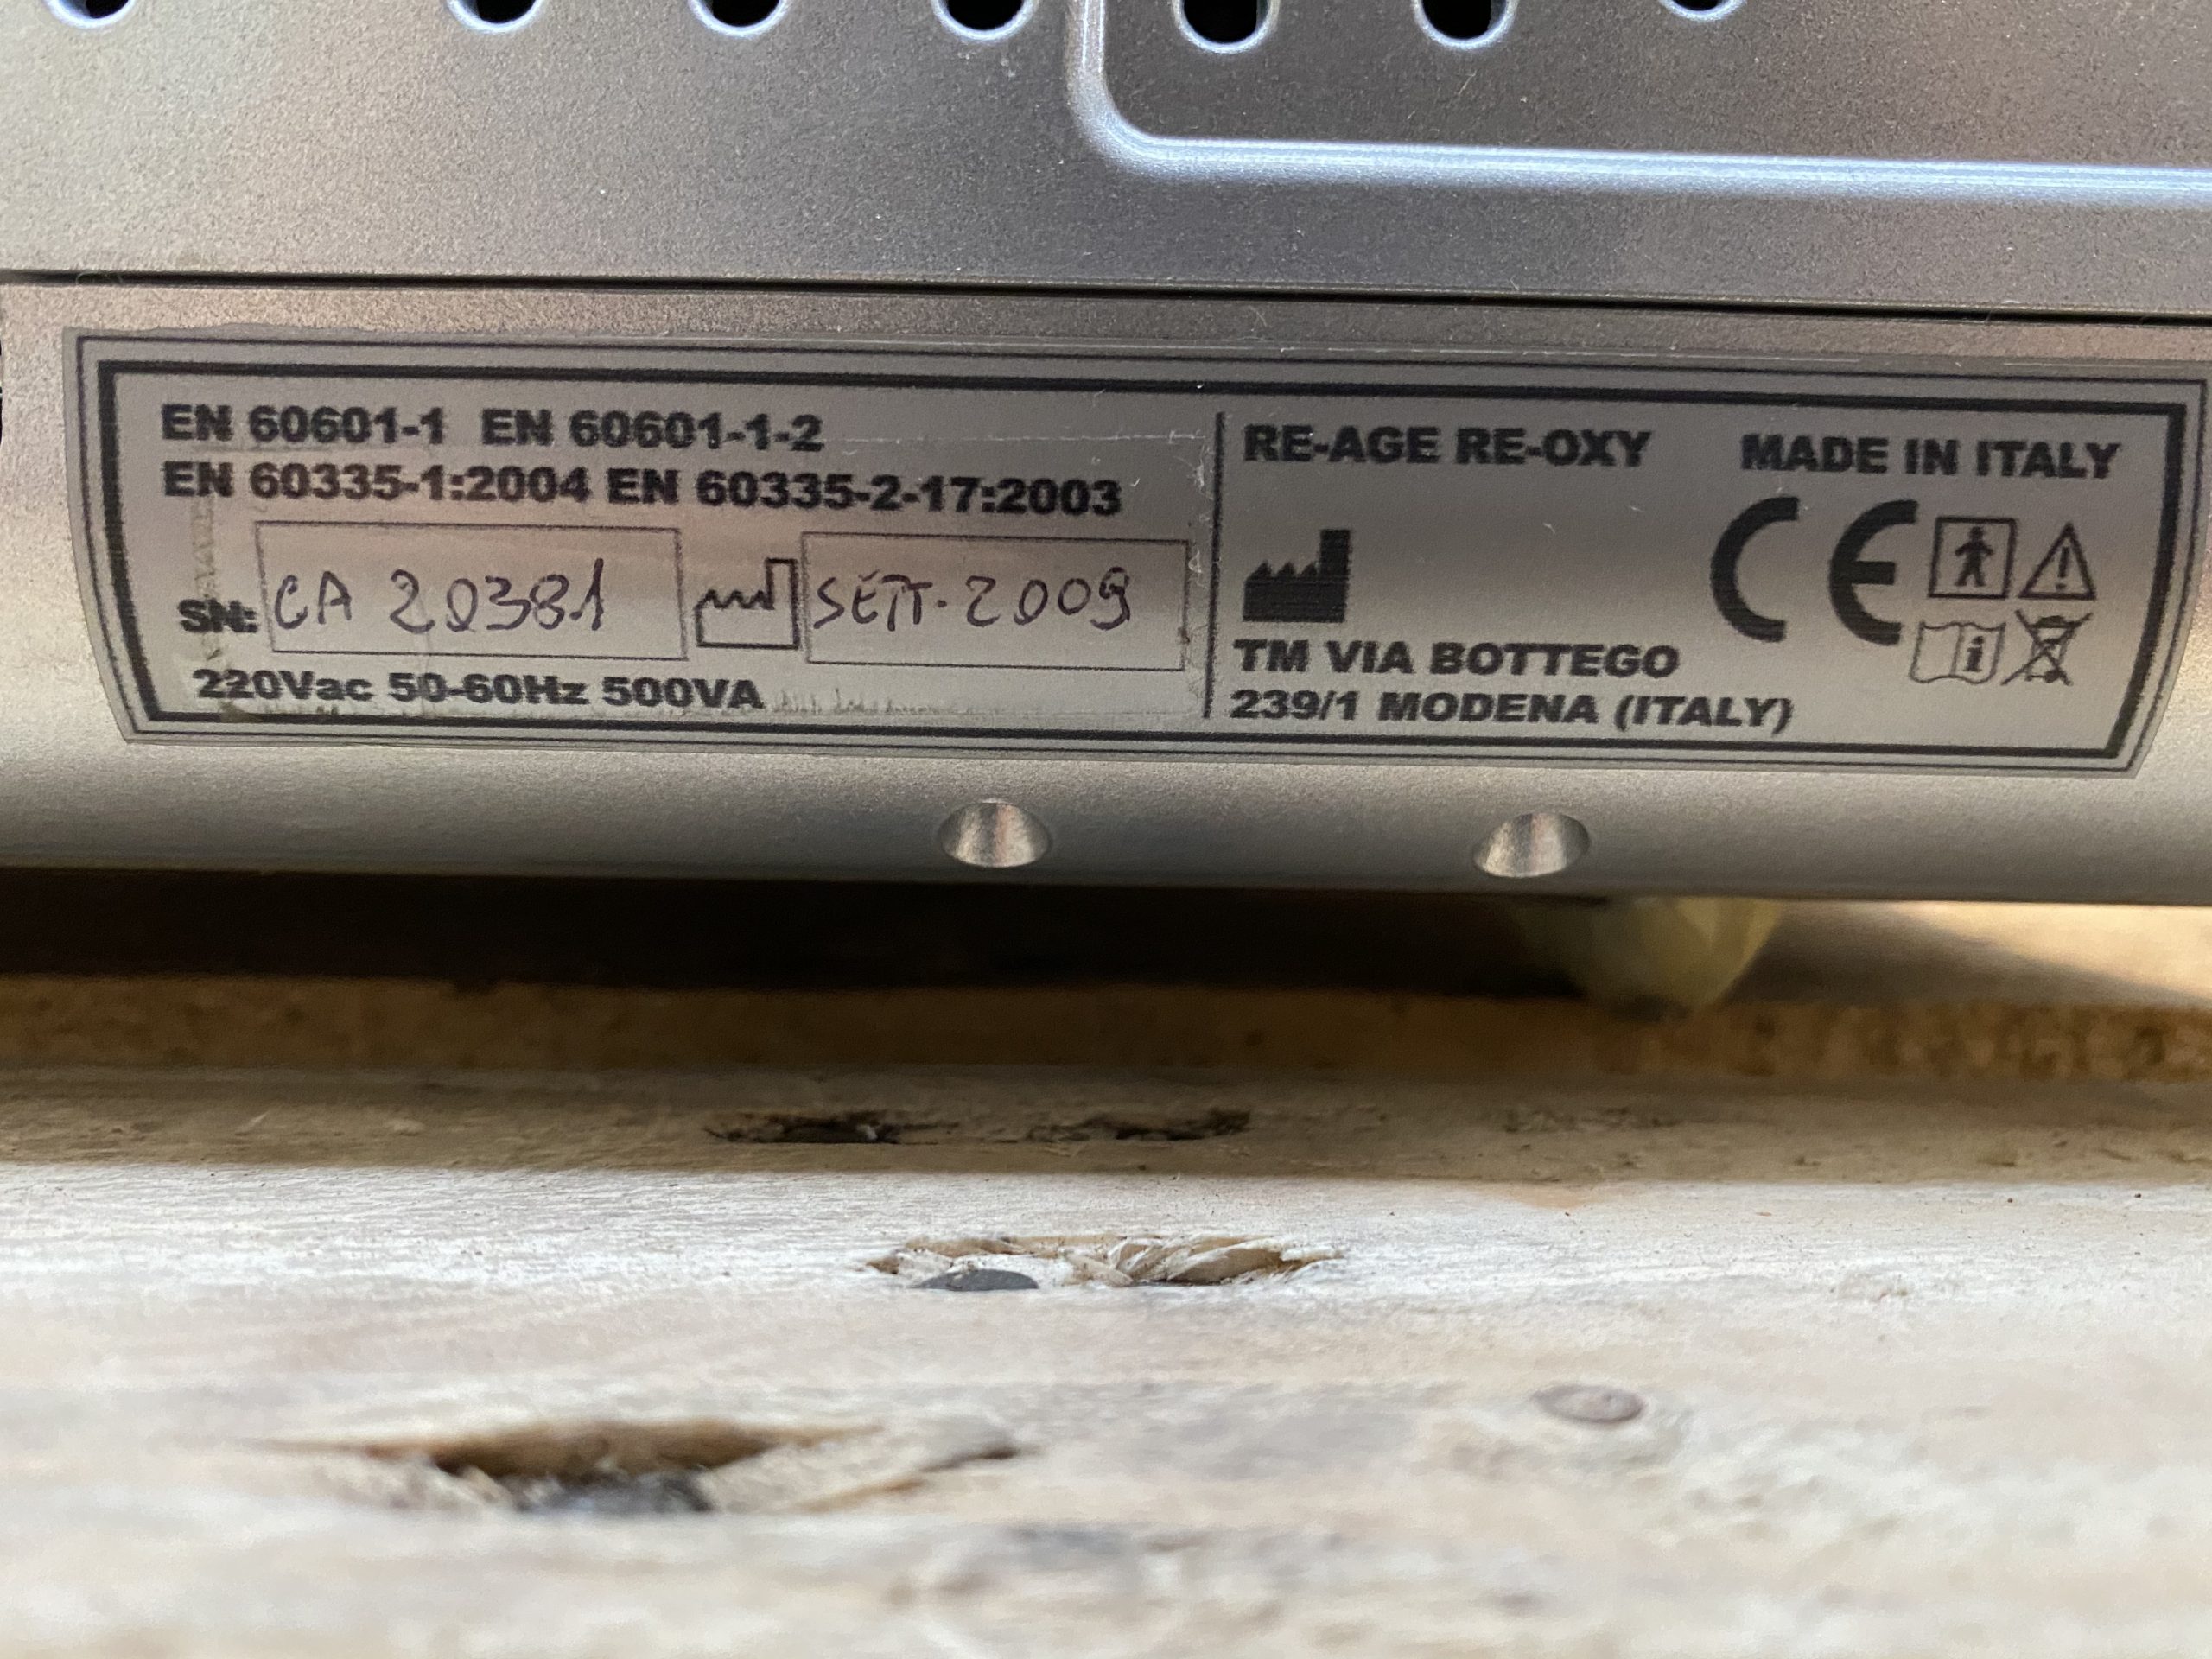 EN 60601-1 EN 60601-1-2
EN 60335-1:2004 EN 60335-2-17:2003
SN: CA 20381 SETT. 2009
220Vac 50-60Hz 500VA
RE-AGE RE-OXY MADE IN ITALY
CE
TM VIA BOTTEGO
239/1 MODENA (ITALY)